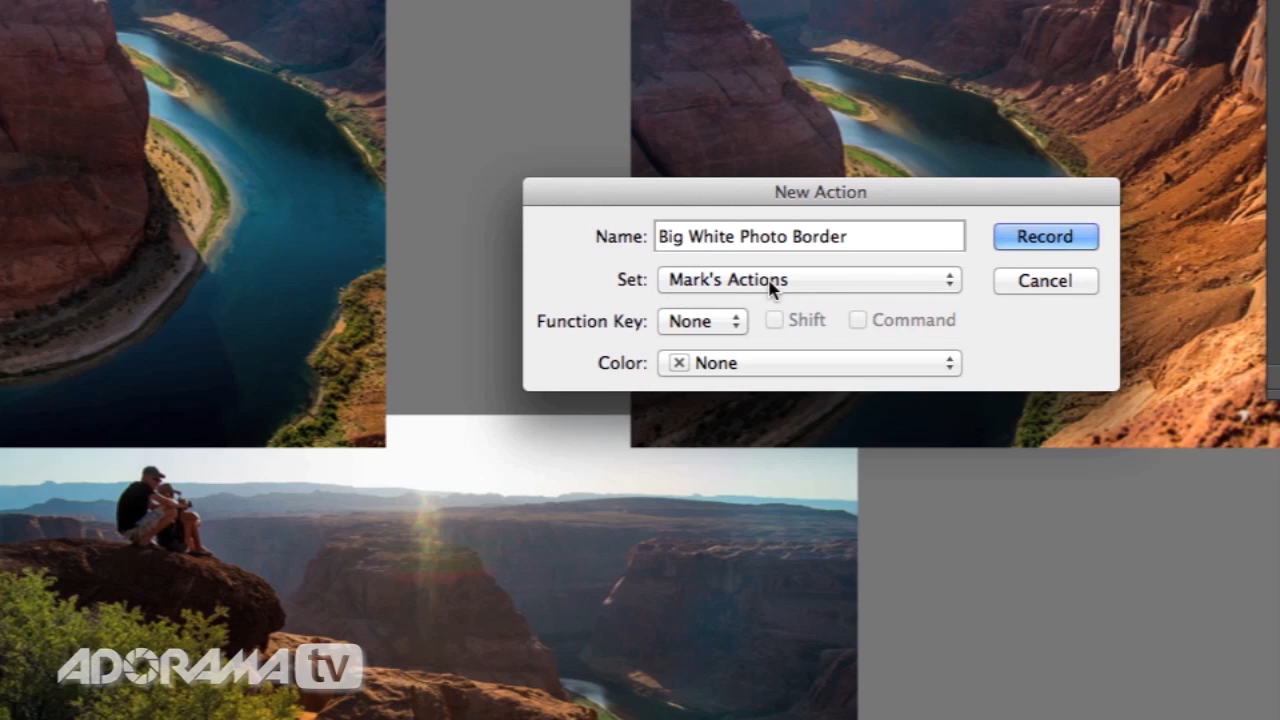 New Action
Name: Big White Photo Border Record
Set: Mark's Actions Cancel
Function Key: None Shift Command
Color: None
ADORAMA tv